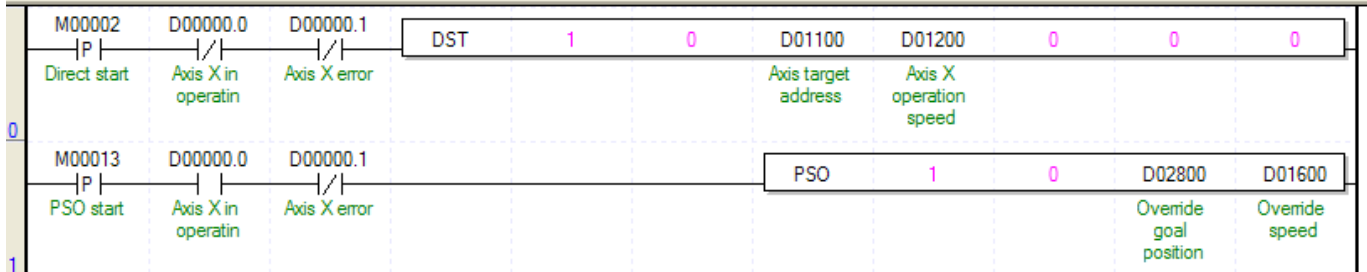 M00002 D00000.0 D00000.1
P
DST 1 0 D01100 D01200 0 0 0
Direct start Axis X in Axis X error Axis target Axis X
operatin address operation
speed
0
M00013 D00000.0 D00000.1
P
PSO 1 0 D02800 D01600
PSO start Axis X in Axis X error Override Override
operatin goal speed
position
1